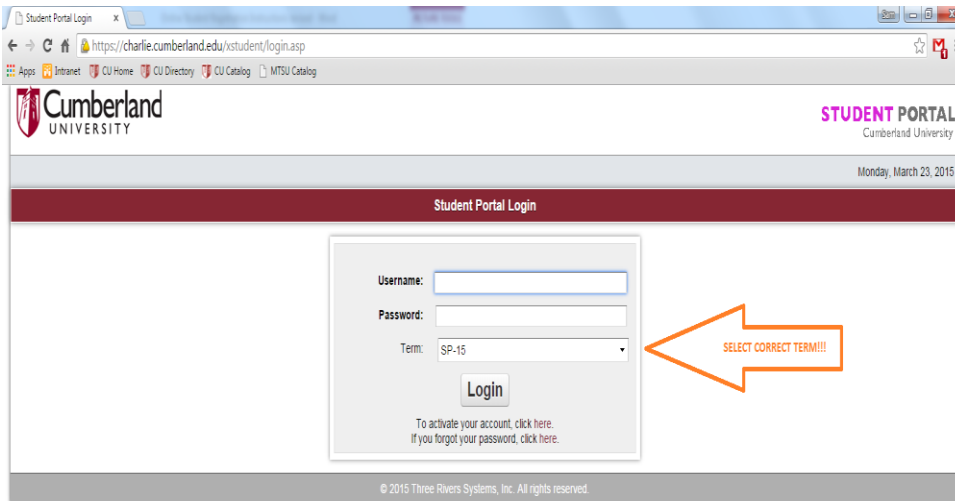 Student Portal Login
https://charlie.cumberland.edu/xstudent/login.asp
Apps Intranet CU Home CU Directory CU Catalog MTSU Catalog
Cumberland
UNIVERSITY
STUDENT PORTAL
Cumberland University
Monday, March 23, 2015
Student Portal Login
Username:
Password:
Term: SP-15
SELECT CORRECT TERM!!!
Login
To activate your account, click here.
If you forgot your password, click here.
© 2015 Three Rivers Systems, Inc. All rights reserved.